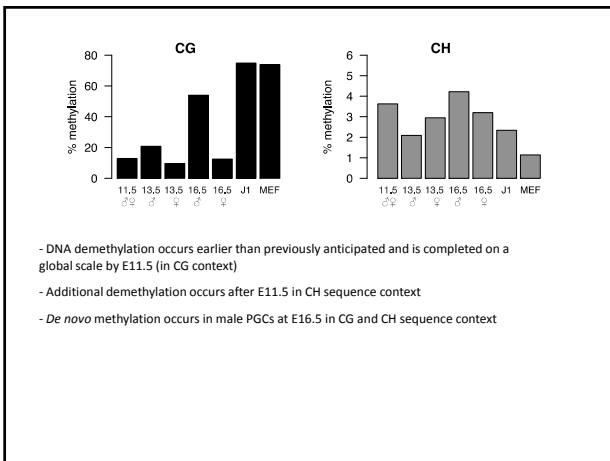 CG
% methylation
80
60
40
20
0
11.5 13.5 13.5 16.5 16.5 J1 MEF
♂♀ ♂ ♀ ♂ ♀
CH
% methylation
6
5
4
3
2
1
0
11.5 13.5 13.5 16.5 16.5 J1 MEF
♂♀ ♂ ♀ ♂ ♀
- DNA demethylation occurs earlier than previously anticipated and is completed on a
global scale by E11.5 (in CG context)
- Additional demethylation occurs after E11.5 in CH sequence context
- De novo methylation occurs in male PGCs at E16.5 in CG and CH sequence context